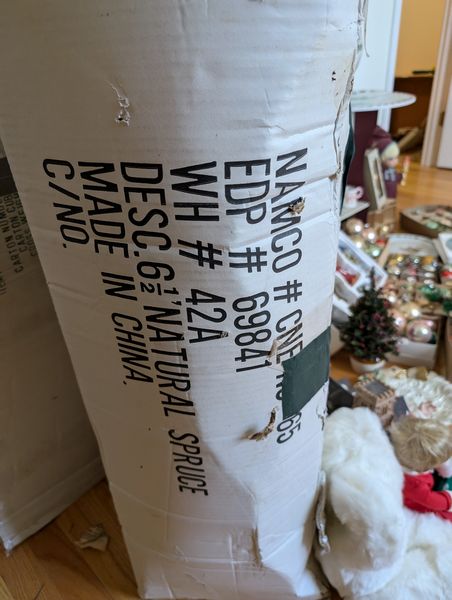 NAMCO # CNE
EDP # 69841
WH # 42A
DESC. 6½' NATURAL SPRUCE
MADE IN CHINA.
C/NO.